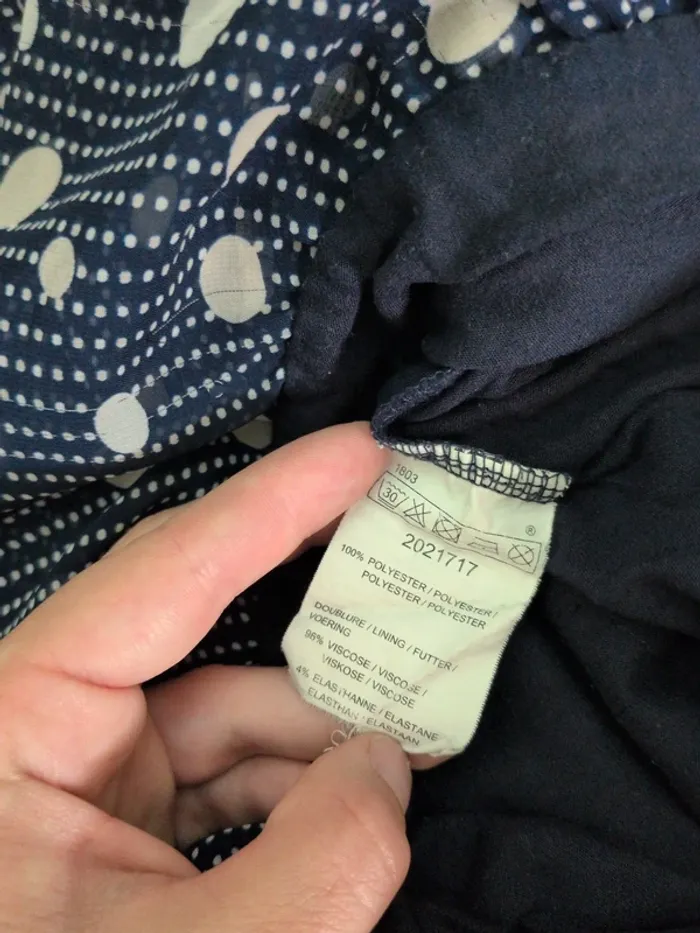 1803
30
®
2021717
100% POLYESTER / POLYESTER /
POLYESTER / POLYESTER
DOUBLURE / LINING / FUTTER /
VOERING
96% VISCOSE / VISCOSE /
VISKOSE / VISCOSE
4% ELASTHANNE / ELASTANE
ELASTHAN / ELASTAAN